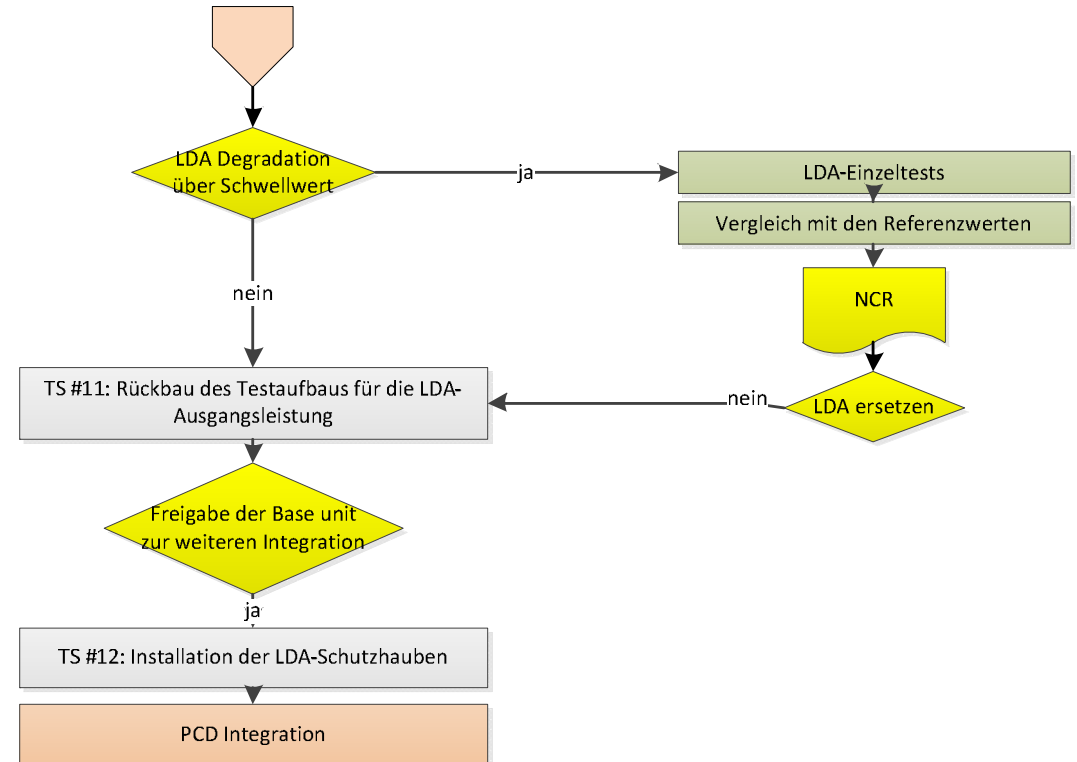 LDA Degradation
über Schwellwert
ja
LDA-Einzeltests
Vergleich mit den Referenzwerten
NCR
nein
LDA ersetzen
nein
TS #11: Rückbau des Testaufbaus für die LDA-
Ausgangsleistung
Freigabe der Base unit
zur weiteren Integration
ja
TS #12: Installation der LDA-Schutzhauben
PCD Integration